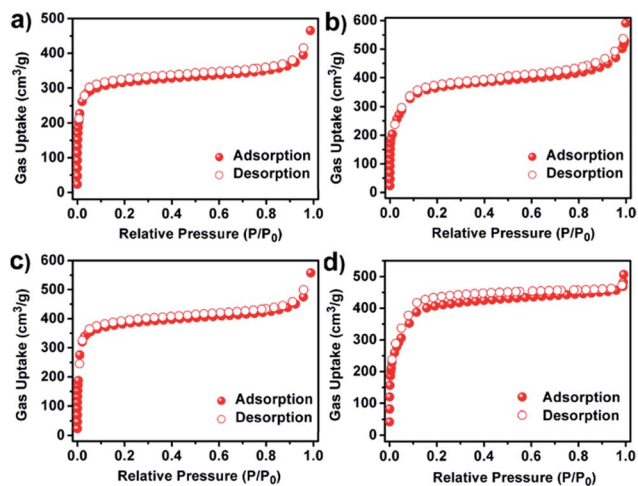 a)
500
400
300
200
100
0
Gas Uptake (cm³/g)
Adsorption
Desorption
0.0 0.2 0.4 0.6 0.8 1.0
Relative Pressure (P/P₀)
b)
600
500
400
300
200
100
0
Gas Uptake (cm³/g)
Adsorption
Desorption
0.0 0.2 0.4 0.6 0.8 1.0
Relative Pressure (P/P₀)
c)
600
500
400
300
200
100
0
Gas Uptake (cm³/g)
Adsorption
Desorption
0.0 0.2 0.4 0.6 0.8 1.0
Relative Pressure (P/P₀)
d)
500
400
300
200
100
0
Gas Uptake (cm³/g)
Adsorption
Desorption
0.0 0.2 0.4 0.6 0.8 1.0
Relative Pressure (P/P₀)